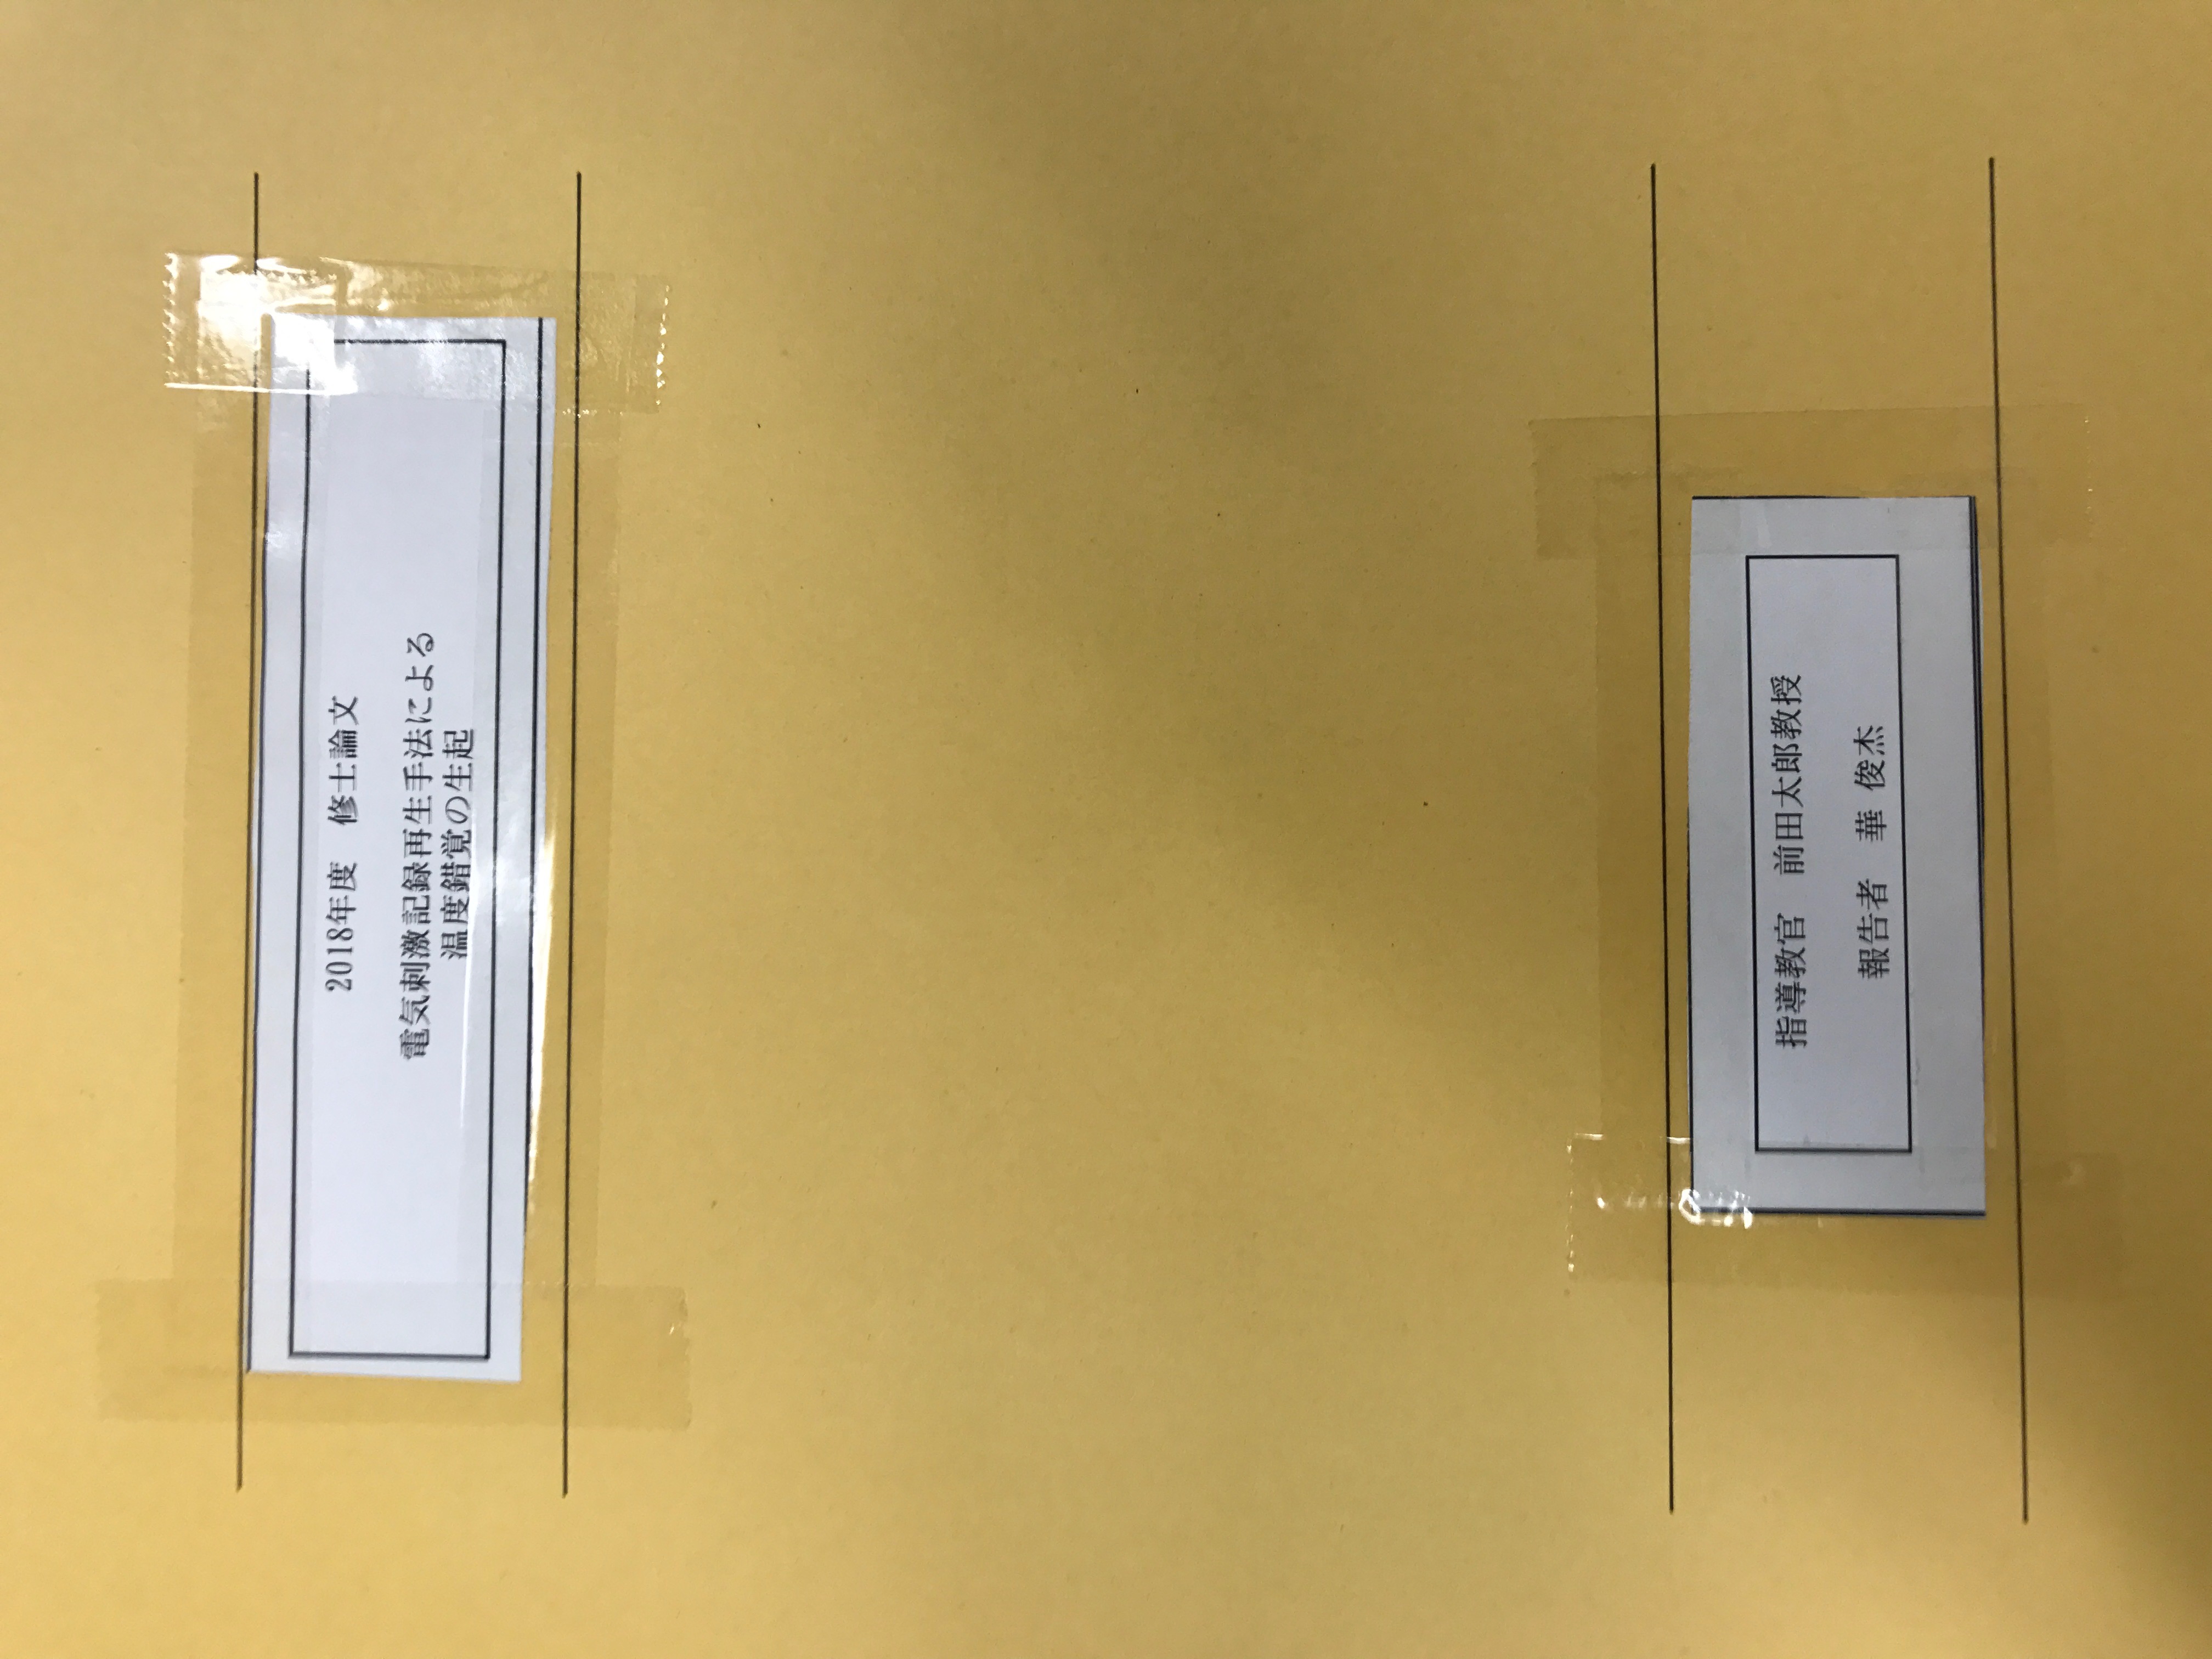 2018年度　修士論文
電気刺激記録再生手法による
温度錯覚の生起
指導教官　前田太郎教授
報告者　華 俊杰